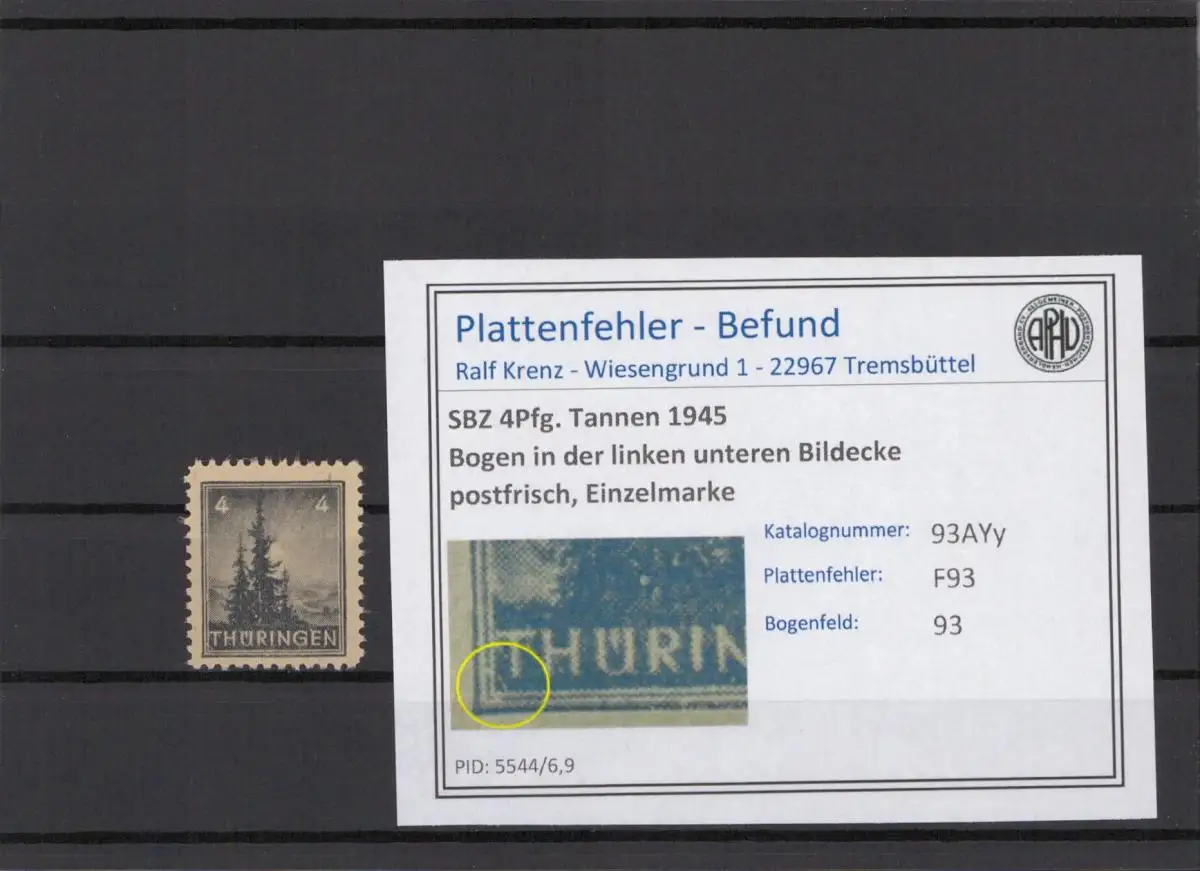 4 4
THÜRINGEN
Plattenfehler - Befund
Ralf Krenz - Wiesengrund 1 - 22967 Tremsbüttel
APHV
SBZ 4Pfg. Tannen 1945
Bogen in der linken unteren Bildecke
postfrisch, Einzelmarke
THÜRIN
Katalognummer: 93AYy
Plattenfehler: F93
Bogenfeld: 93
PID: 5544/6,9